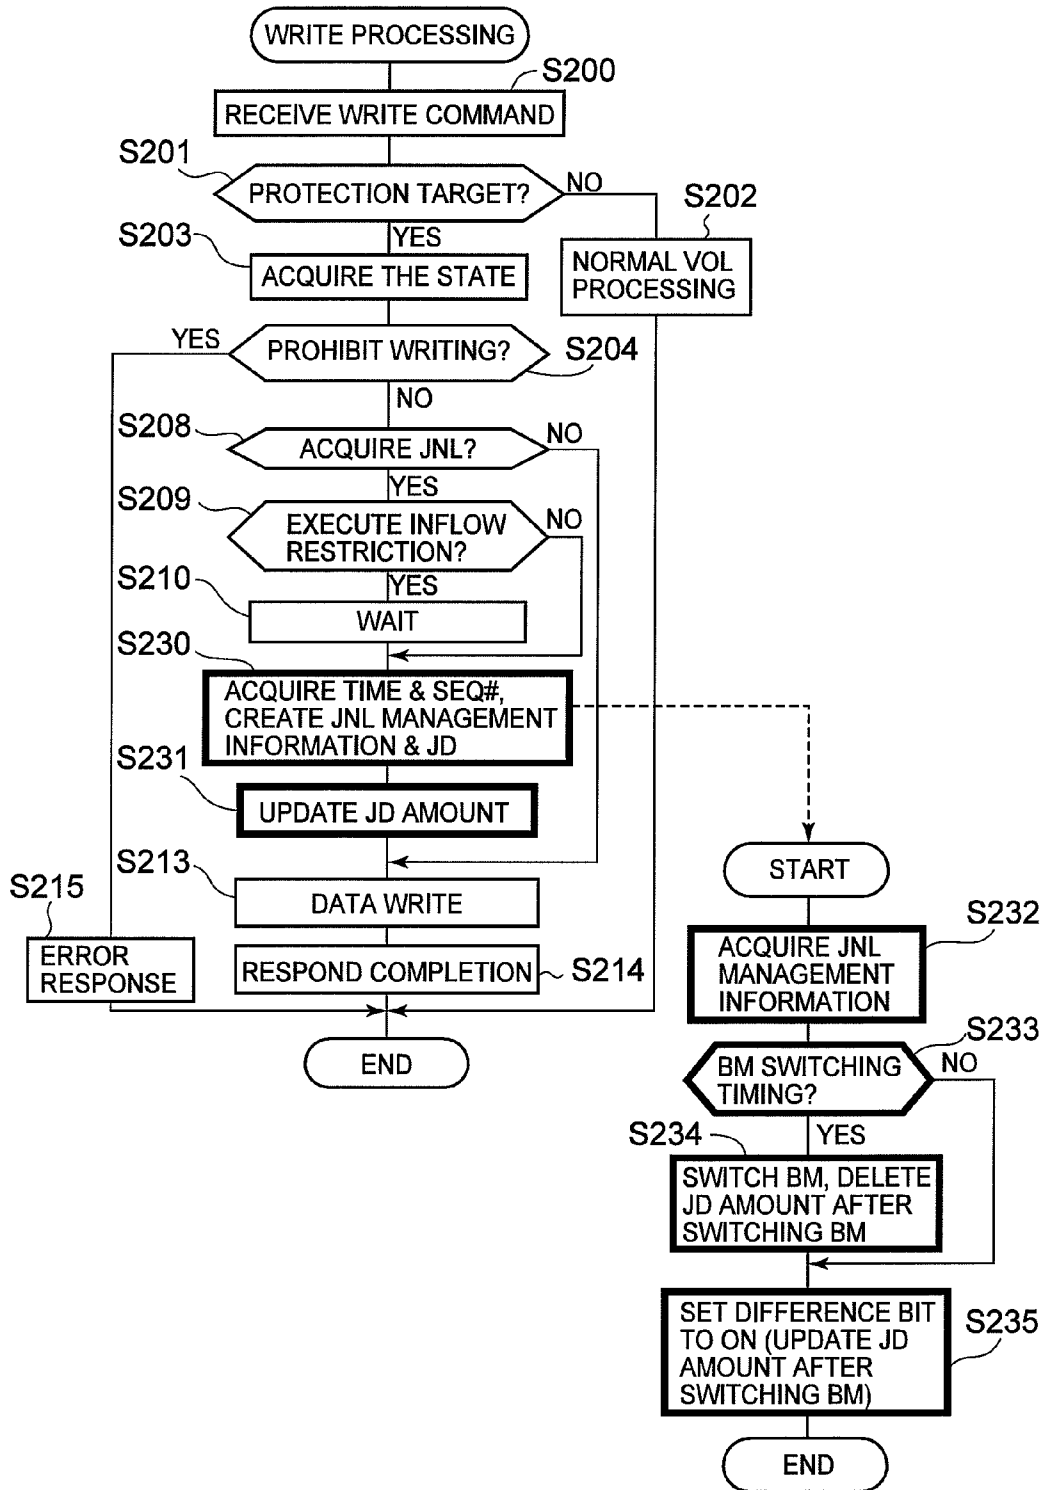 WRITE PROCESSING
S200
RECEIVE WRITE COMMAND
S201
PROTECTION TARGET?
NO
YES
S202
NORMAL VOL
PROCESSING
S203
ACQUIRE THE STATE
YES
PROHIBIT WRITING?
S204
NO
S208
ACQUIRE JNL?
NO
YES
S209
EXECUTE INFLOW
RESTRICTION?
NO
YES
S210
WAIT
S230
ACQUIRE TIME & SEQ#,
CREATE JNL MANAGEMENT
INFORMATION & JD
S231
UPDATE JD AMOUNT
S213
DATA WRITE
S215
ERROR
RESPONSE
RESPOND COMPLETION
S214
END
START
S232
ACQUIRE JNL
MANAGEMENT
INFORMATION
S233
BM SWITCHING
TIMING?
NO
YES
S234
SWITCH BM, DELETE
JD AMOUNT AFTER
SWITCHING BM
SET DIFFERENCE BIT
TO ON (UPDATE JD
AMOUNT AFTER
SWITCHING BM)
S235
END